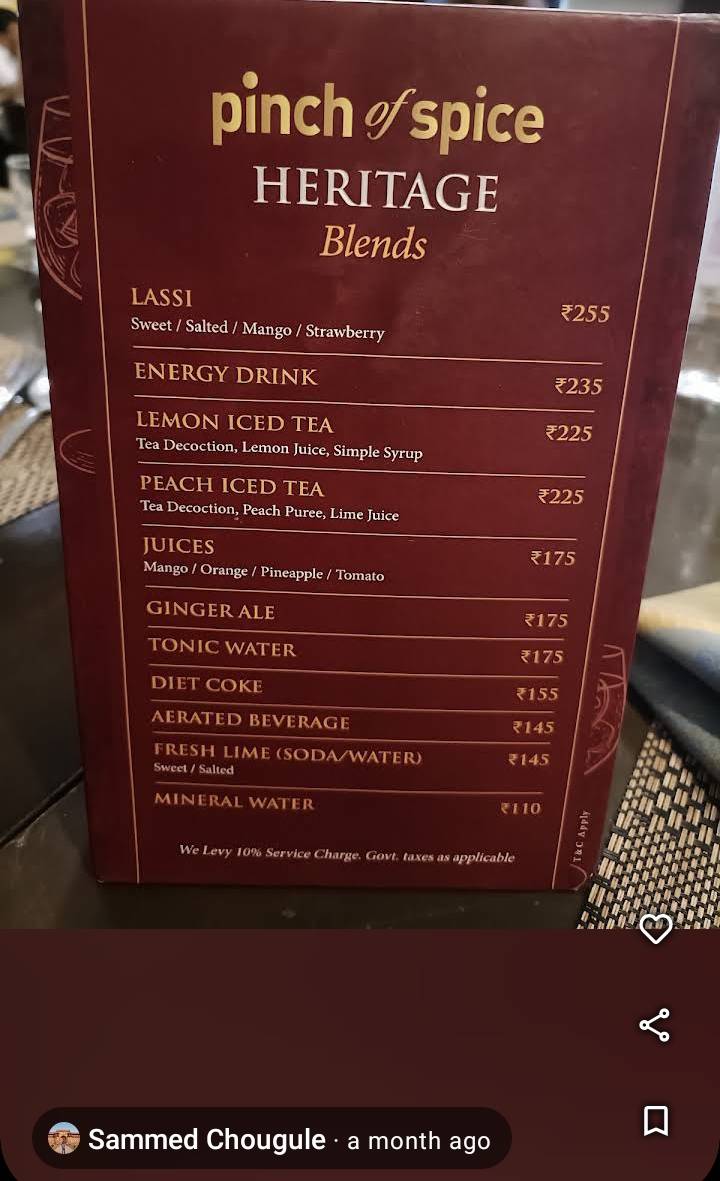 pinch of spice
HERITAGE
Blends
LASSI ₹255
Sweet / Salted / Mango / Strawberry
ENERGY DRINK ₹235
LEMON ICED TEA ₹225
Tea Decoction, Lemon Juice, Simple Syrup
PEACH ICED TEA ₹225
Tea Decoction, Peach Puree, Lime Juice
JUICES ₹175
Mango / Orange / Pineapple / Tomato
GINGER ALE ₹175
TONIC WATER ₹175
DIET COKE ₹155
AERATED BEVERAGE ₹145
FRESH LIME (SODA/WATER) ₹145
Sweet / Salted
MINERAL WATER ₹110
T&C Apply
We Levy 10% Service Charge. Govt. taxes as applicable
Sammed Chougule · a month ago